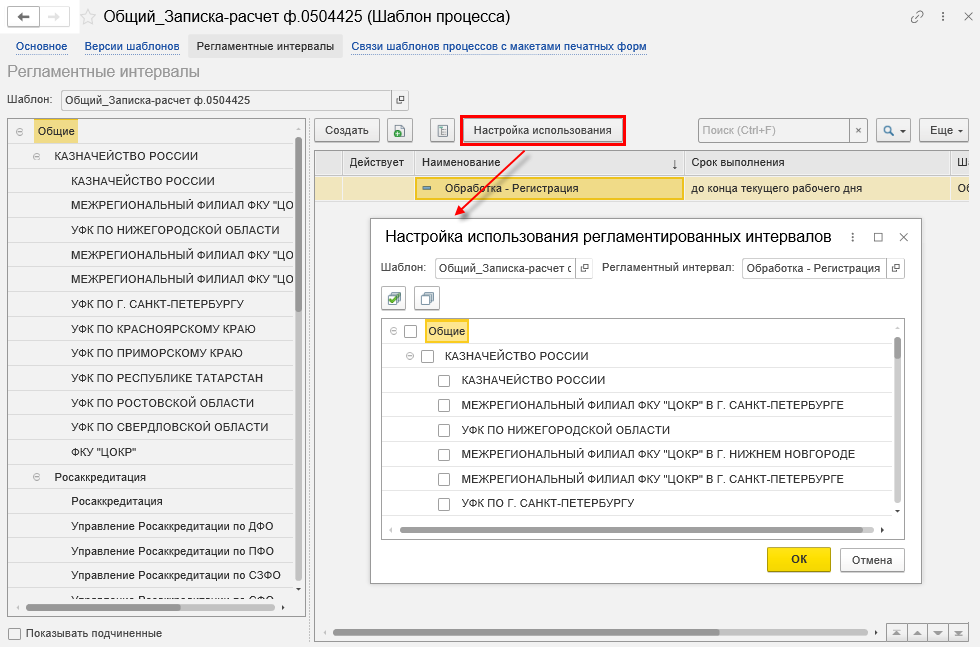 Общий_Записка-расчет ф.0504425 (Шаблон процесса)
Основное Версии шаблонов Регламентные интервалы Связи шаблонов процессов с макетами печатных форм
Регламентные интервалы
Шаблон: Общий_Записка-расчет ф.0504425
Общие
КАЗНАЧЕЙСТВО РОССИИ
КАЗНАЧЕЙСТВО РОССИИ
МЕЖРЕГИОНАЛЬНЫЙ ФИЛИАЛ ФКУ "ЦО
УФК ПО НИЖЕГОРОДСКОЙ ОБЛАСТИ
МЕЖРЕГИОНАЛЬНЫЙ ФИЛИАЛ ФКУ "ЦО
МЕЖРЕГИОНАЛЬНЫЙ ФИЛИАЛ ФКУ "ЦО
УФК ПО Г. САНКТ-ПЕТЕРБУРГУ
УФК ПО КРАСНОЯРСКОМУ КРАЮ
УФК ПО ПРИМОРСКОМУ КРАЮ
УФК ПО РЕСПУБЛИКЕ ТАТАРСТАН
УФК ПО РОСТОВСКОЙ ОБЛАСТИ
УФК ПО СВЕРДЛОВСКОЙ ОБЛАСТИ
ФКУ "ЦОКР"
Росаккредитация
Росаккредитация
Управление Росаккредитации по ДФО
Управление Росаккредитации по ПФО
Управление Росаккредитации по СЗФО
Показывать подчиненные
Создать Настройка использования Поиск (Ctrl+F) × Еще
Действует Наименование ↓ Срок выполнения Ша
Обработка - Регистрация до конца текущего рабочего дня Об
Настройка использования регламентированных интервалов
Шаблон: Общий_Записка-расчет с Регламентный интервал: Обработка - Регистрация
Общие
КАЗНАЧЕЙСТВО РОССИИ
КАЗНАЧЕЙСТВО РОССИИ
МЕЖРЕГИОНАЛЬНЫЙ ФИЛИАЛ ФКУ "ЦОКР" В Г. САНКТ-ПЕТЕРБУРГЕ
УФК ПО НИЖЕГОРОДСКОЙ ОБЛАСТИ
МЕЖРЕГИОНАЛЬНЫЙ ФИЛИАЛ ФКУ "ЦОКР" В Г. НИЖНЕМ НОВГОРОДЕ
МЕЖРЕГИОНАЛЬНЫЙ ФИЛИАЛ ФКУ "ЦОКР" В Г. САНКТ-ПЕТЕРБУРГЕ
УФК ПО Г. САНКТ-ПЕТЕРБУРГУ
ОК Отмена